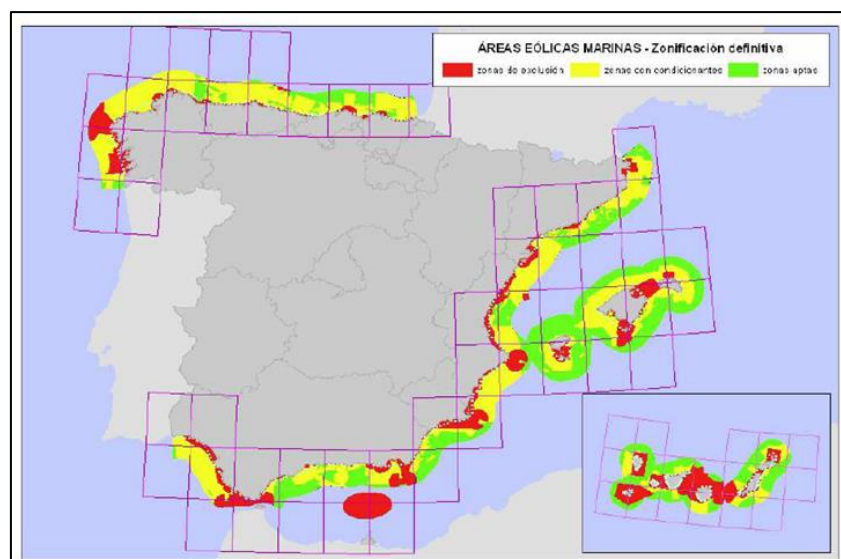 ÁREAS EÓLICAS MARINAS - Zonificación definitiva
zonas de exclusión zonas con condicionantes zonas aptas